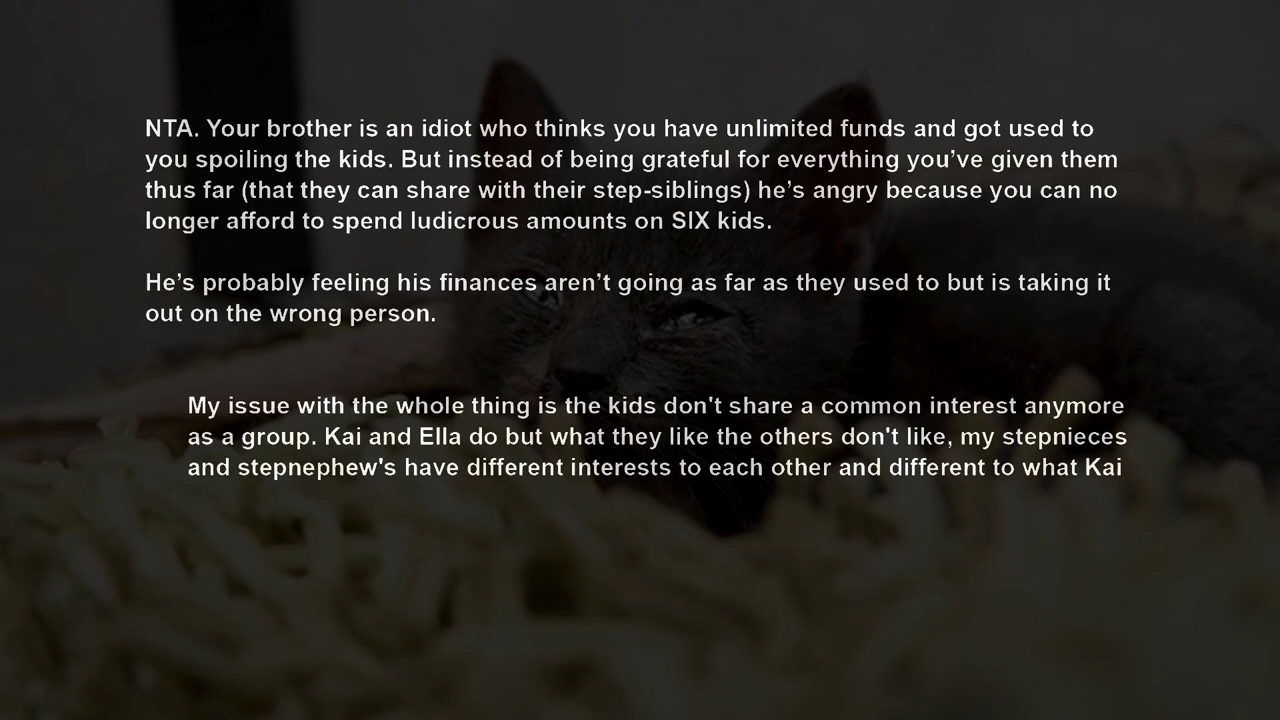 NTA. Your brother is an idiot who thinks you have unlimited funds and got used to
you spoiling the kids. But instead of being grateful for everything you’ve given them
thus far (that they can share with their step-siblings) he’s angry because you can no
longer afford to spend ludicrous amounts on SIX kids.
He’s probably feeling his finances aren’t going as far as they used to but is taking it
out on the wrong person.
My issue with the whole thing is the kids don't share a common interest anymore
as a group. Kai and Ella do but what they like the others don't like, my stepnieces
and stepnephew's have different interests to each other and different to what Kai